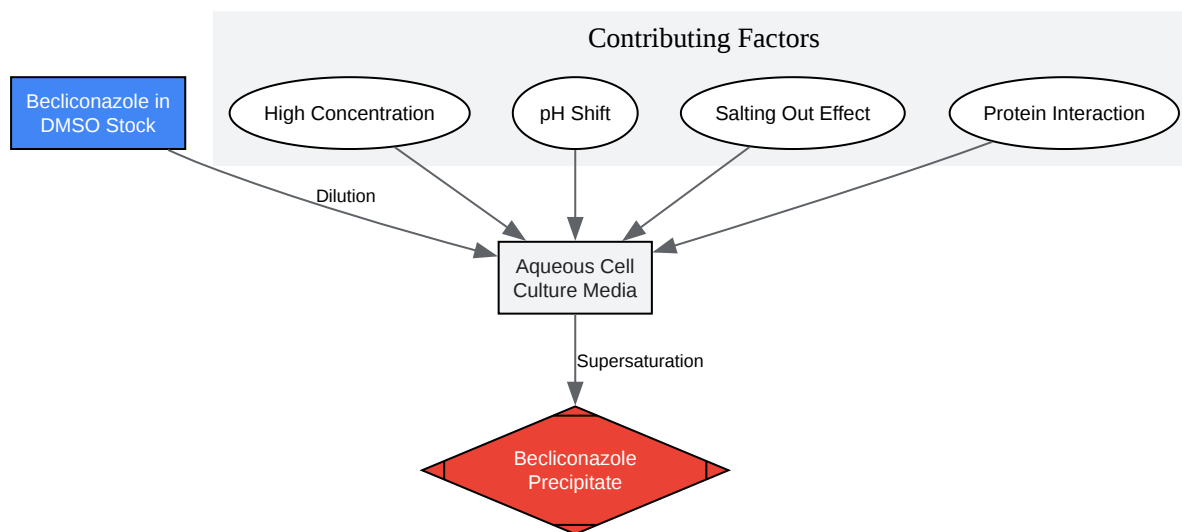 Contributing Factors
Becliconazole in
DMSO Stock
High Concentration
pH Shift
Salting Out Effect
Protein Interaction
Dilution
Aqueous Cell
Culture Media
Supersaturation
Becliconazole
Precipitate